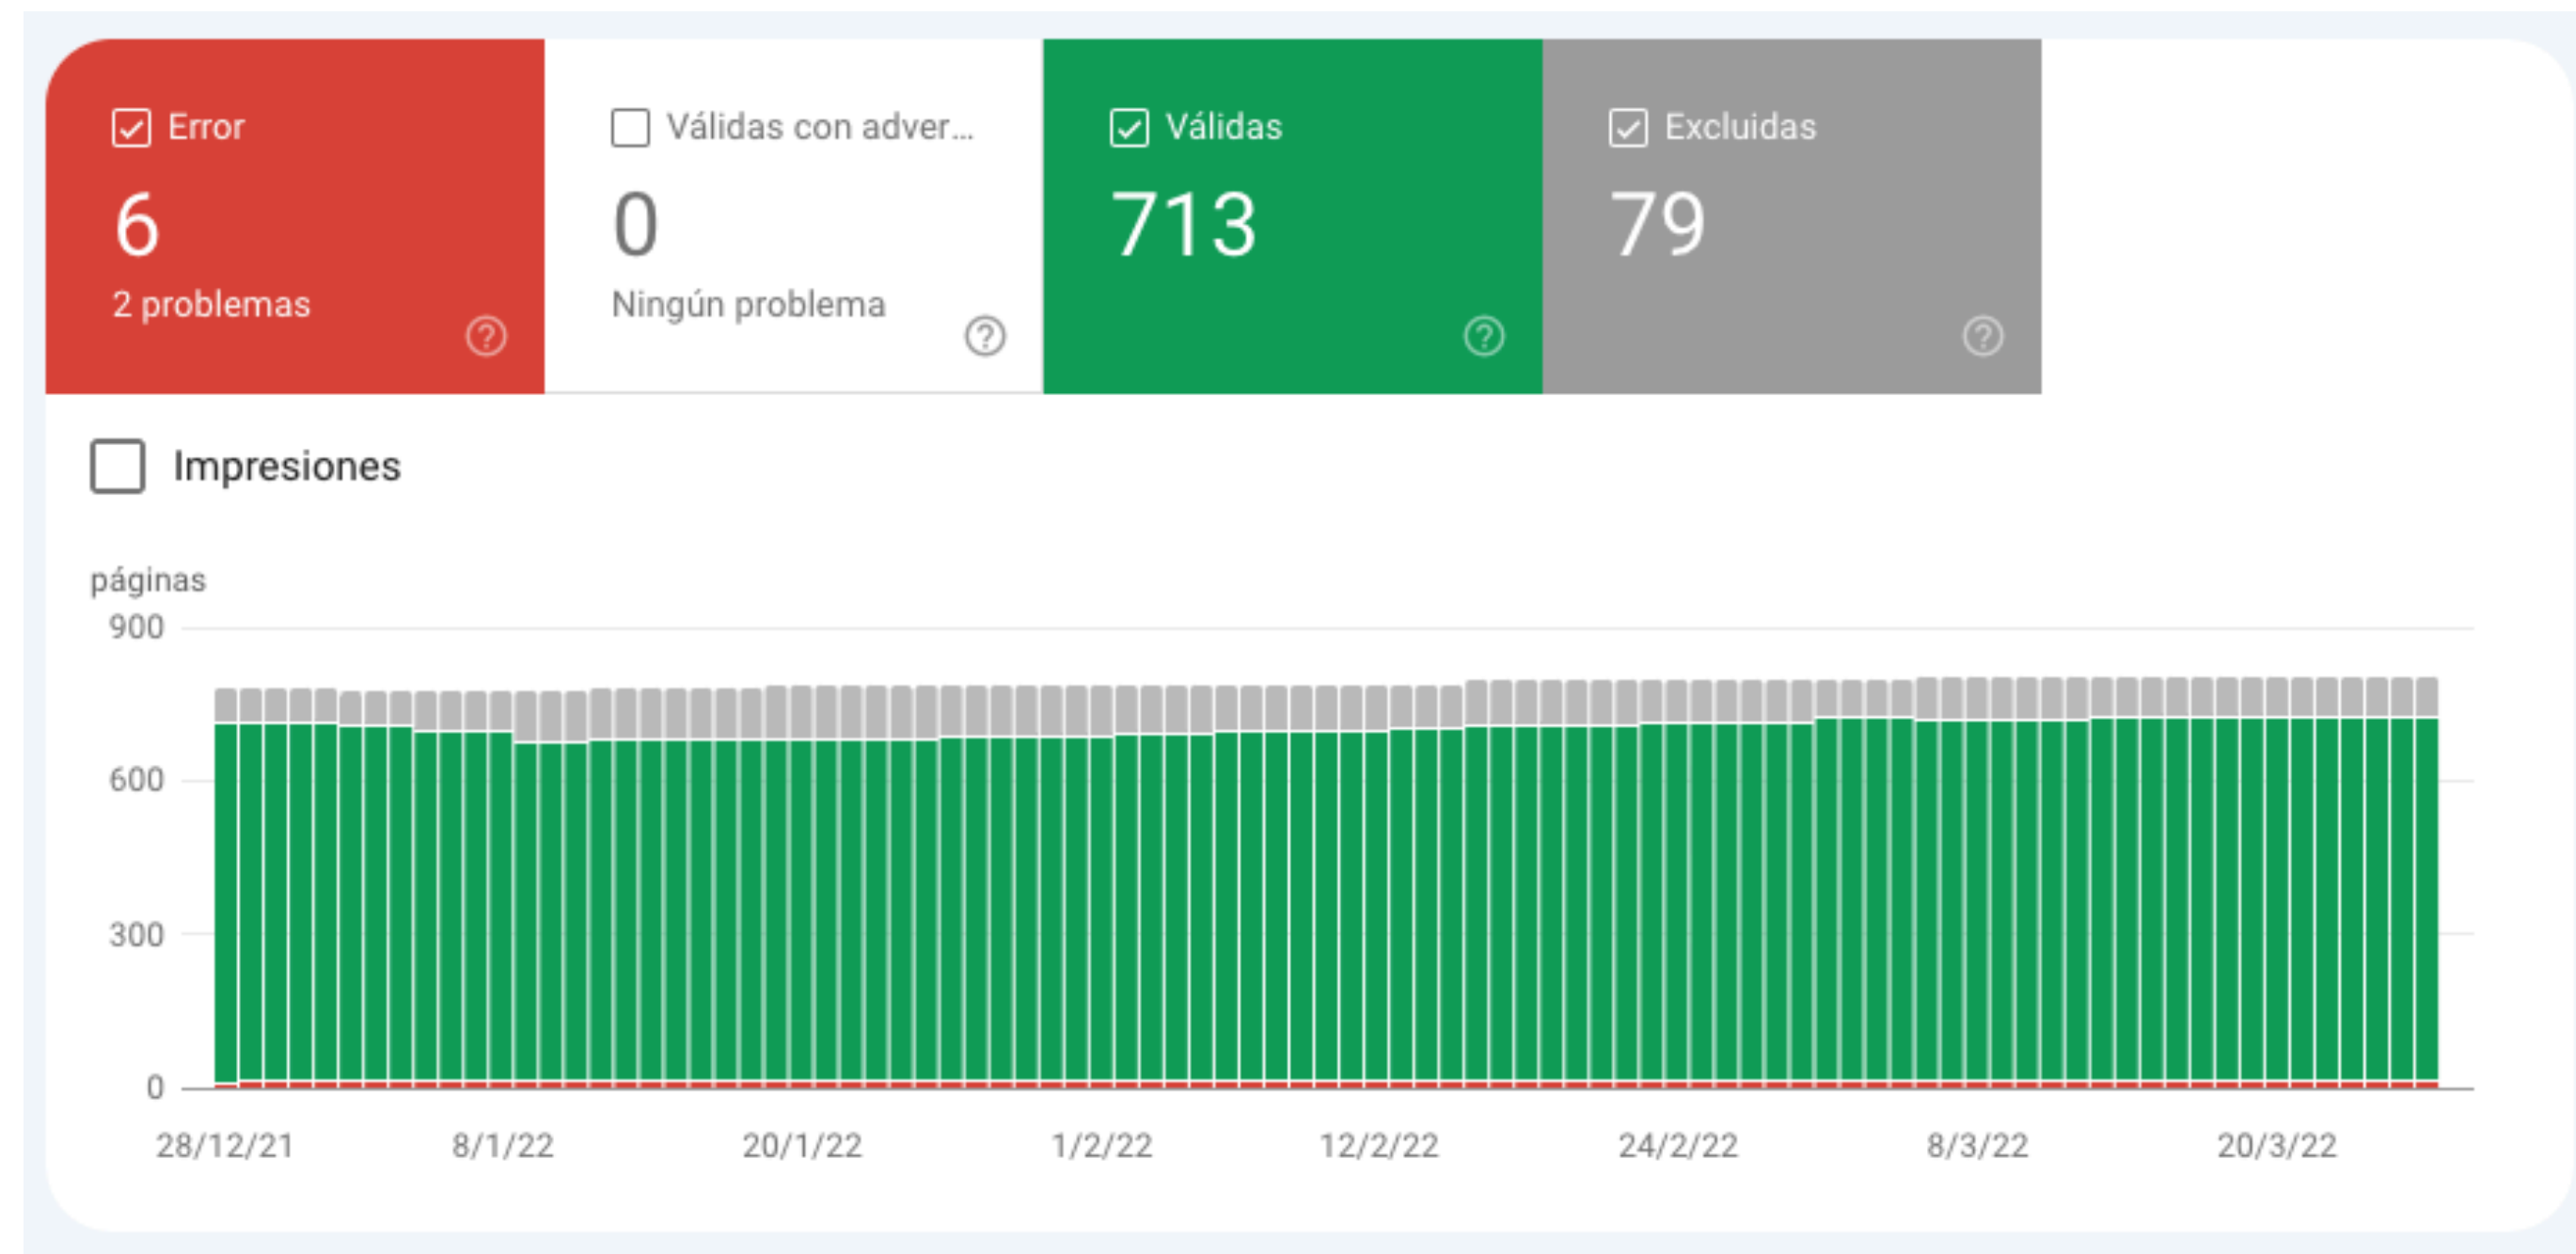 Error
6
2 problemas
Válidas con adver...
0
Ningún problema
Válidas
713
Excluidas
79
Impresiones
páginas
900
600
300
0
28/12/21 8/1/22 20/1/22 1/2/22 12/2/22 24/2/22 8/3/22 20/3/22